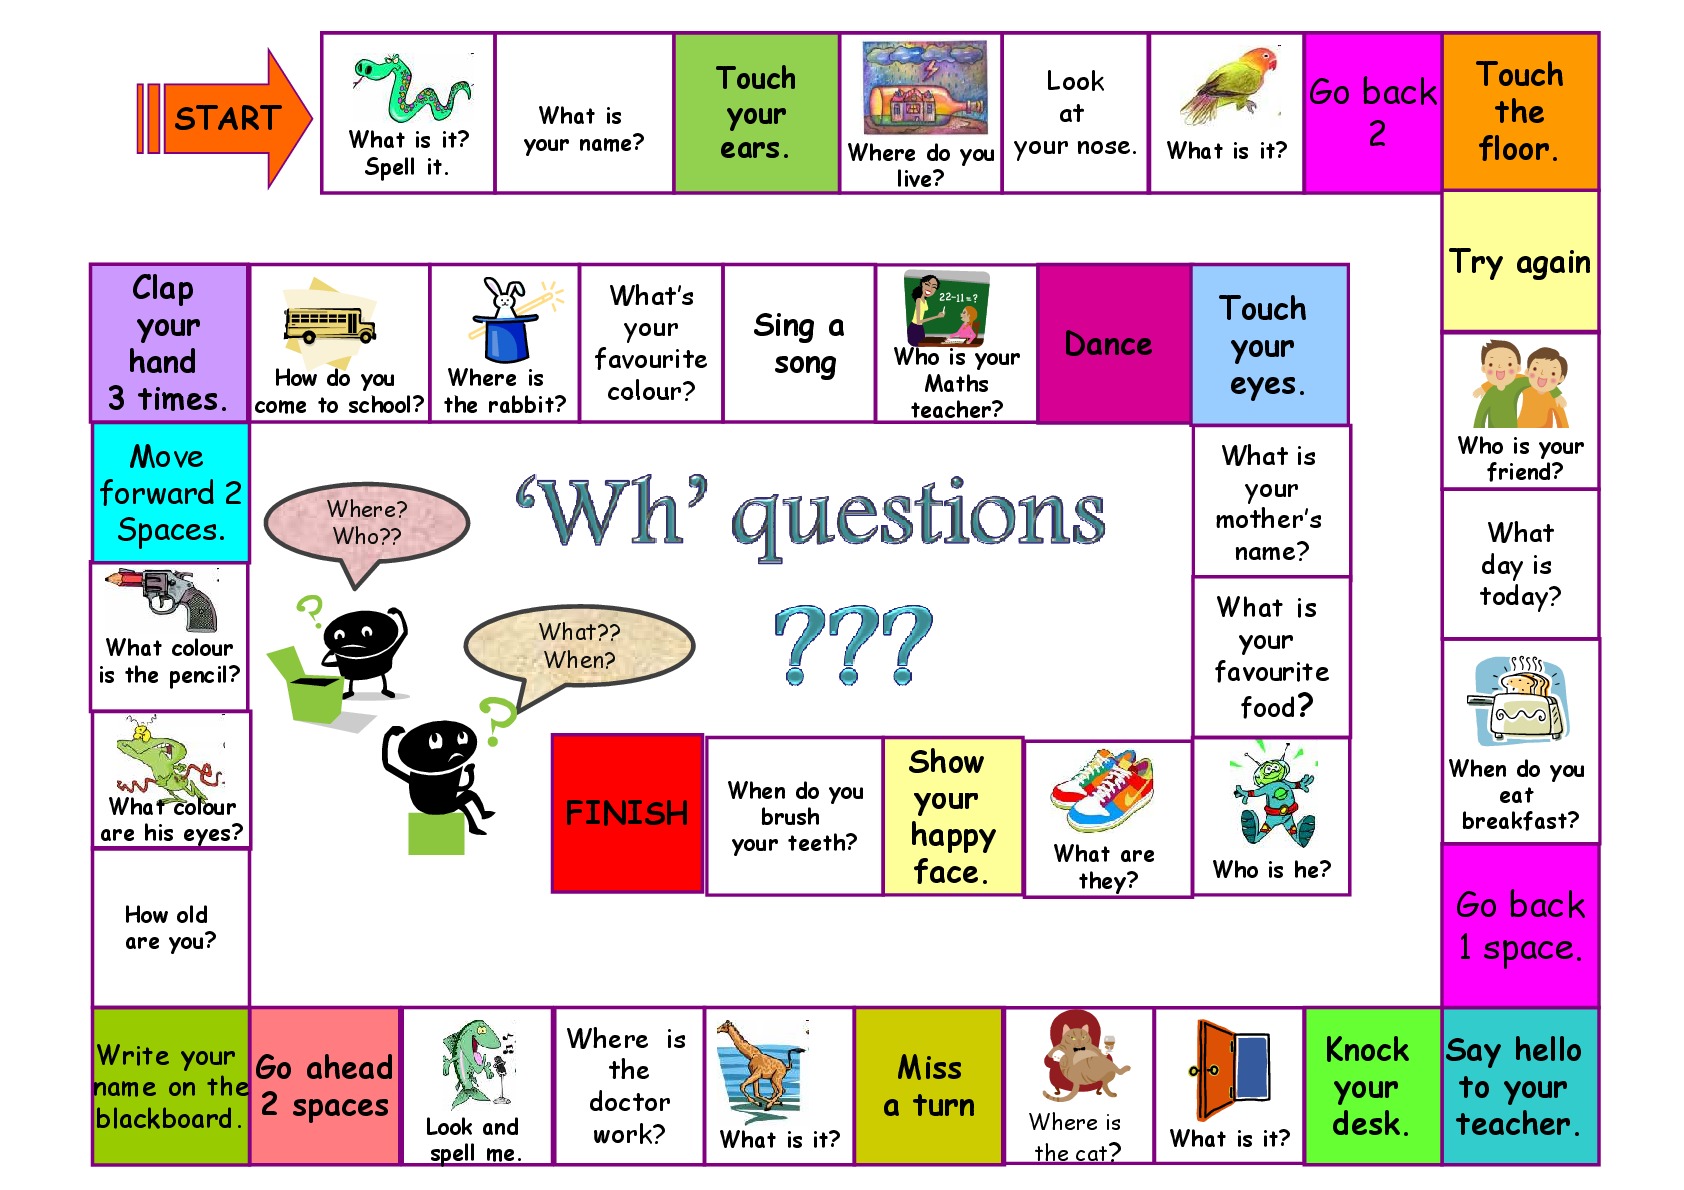 START
What is it?
Spell it.
What is
your name?
Touch
your
ears.
Where do you
live?
Look
at
your nose.
What is it?
Go back
2
Touch
the
floor.
Try again
Who is your
friend?
What
day is
today?
When do you
eat
breakfast?
Go back
1 space.
Say hello
to your
teacher.
Knock
your
desk.
What is it?
Where is
the cat?
Miss
a turn
What is it?
Where is
the
doctor
work?
Look and
spell me.
Go ahead
2 spaces
Write your
name on the
blackboard.
How old
are you?
What colour
are his eyes?
What colour
is the pencil?
Move
forward 2
Spaces.
Clap
your
hand
3 times.
How do you
come to school?
Where is
the rabbit?
What's
your
favourite
colour?
Sing a
song
22-11=?
Who is your
Maths
teacher?
Dance
Touch
your
eyes.
What is
your
mother's
name?
What is
your
favourite
food?
Who is he?
What are
they?
Show
your
happy
face.
When do you
brush
your teeth?
FINISH
'Wh' questions
???
Where?
Who??
?
What??
When?
?